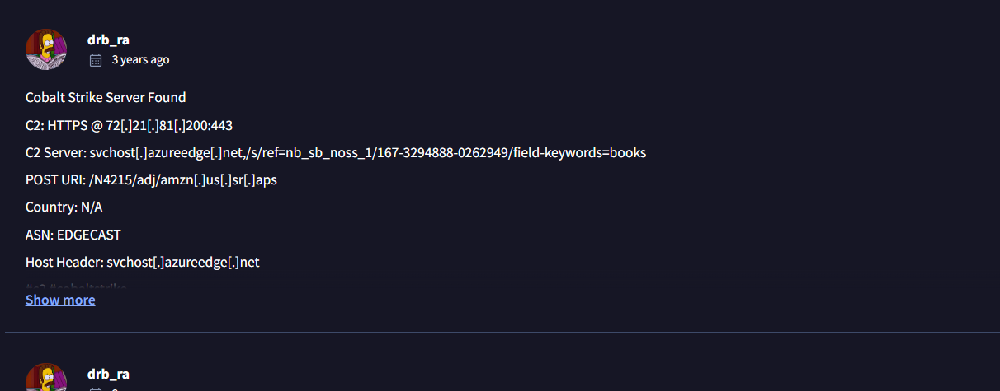 drb_ra
3 years ago
Cobalt Strike Server Found
C2: HTTPS @ 72[.]21[.]81[.]200:443
C2 Server: svchost[.]azureedge[.]net,/s/ref=nb_sb_noss_1/167-3294888-0262949/field-keywords=books
POST URI: /N4215/adj/amzn[.]us[.]sr[.]aps
Country: N/A
ASN: EDGECAST
Host Header: svchost[.]azureedge[.]net
#c2 #cobaltstrike
Show more
drb_ra